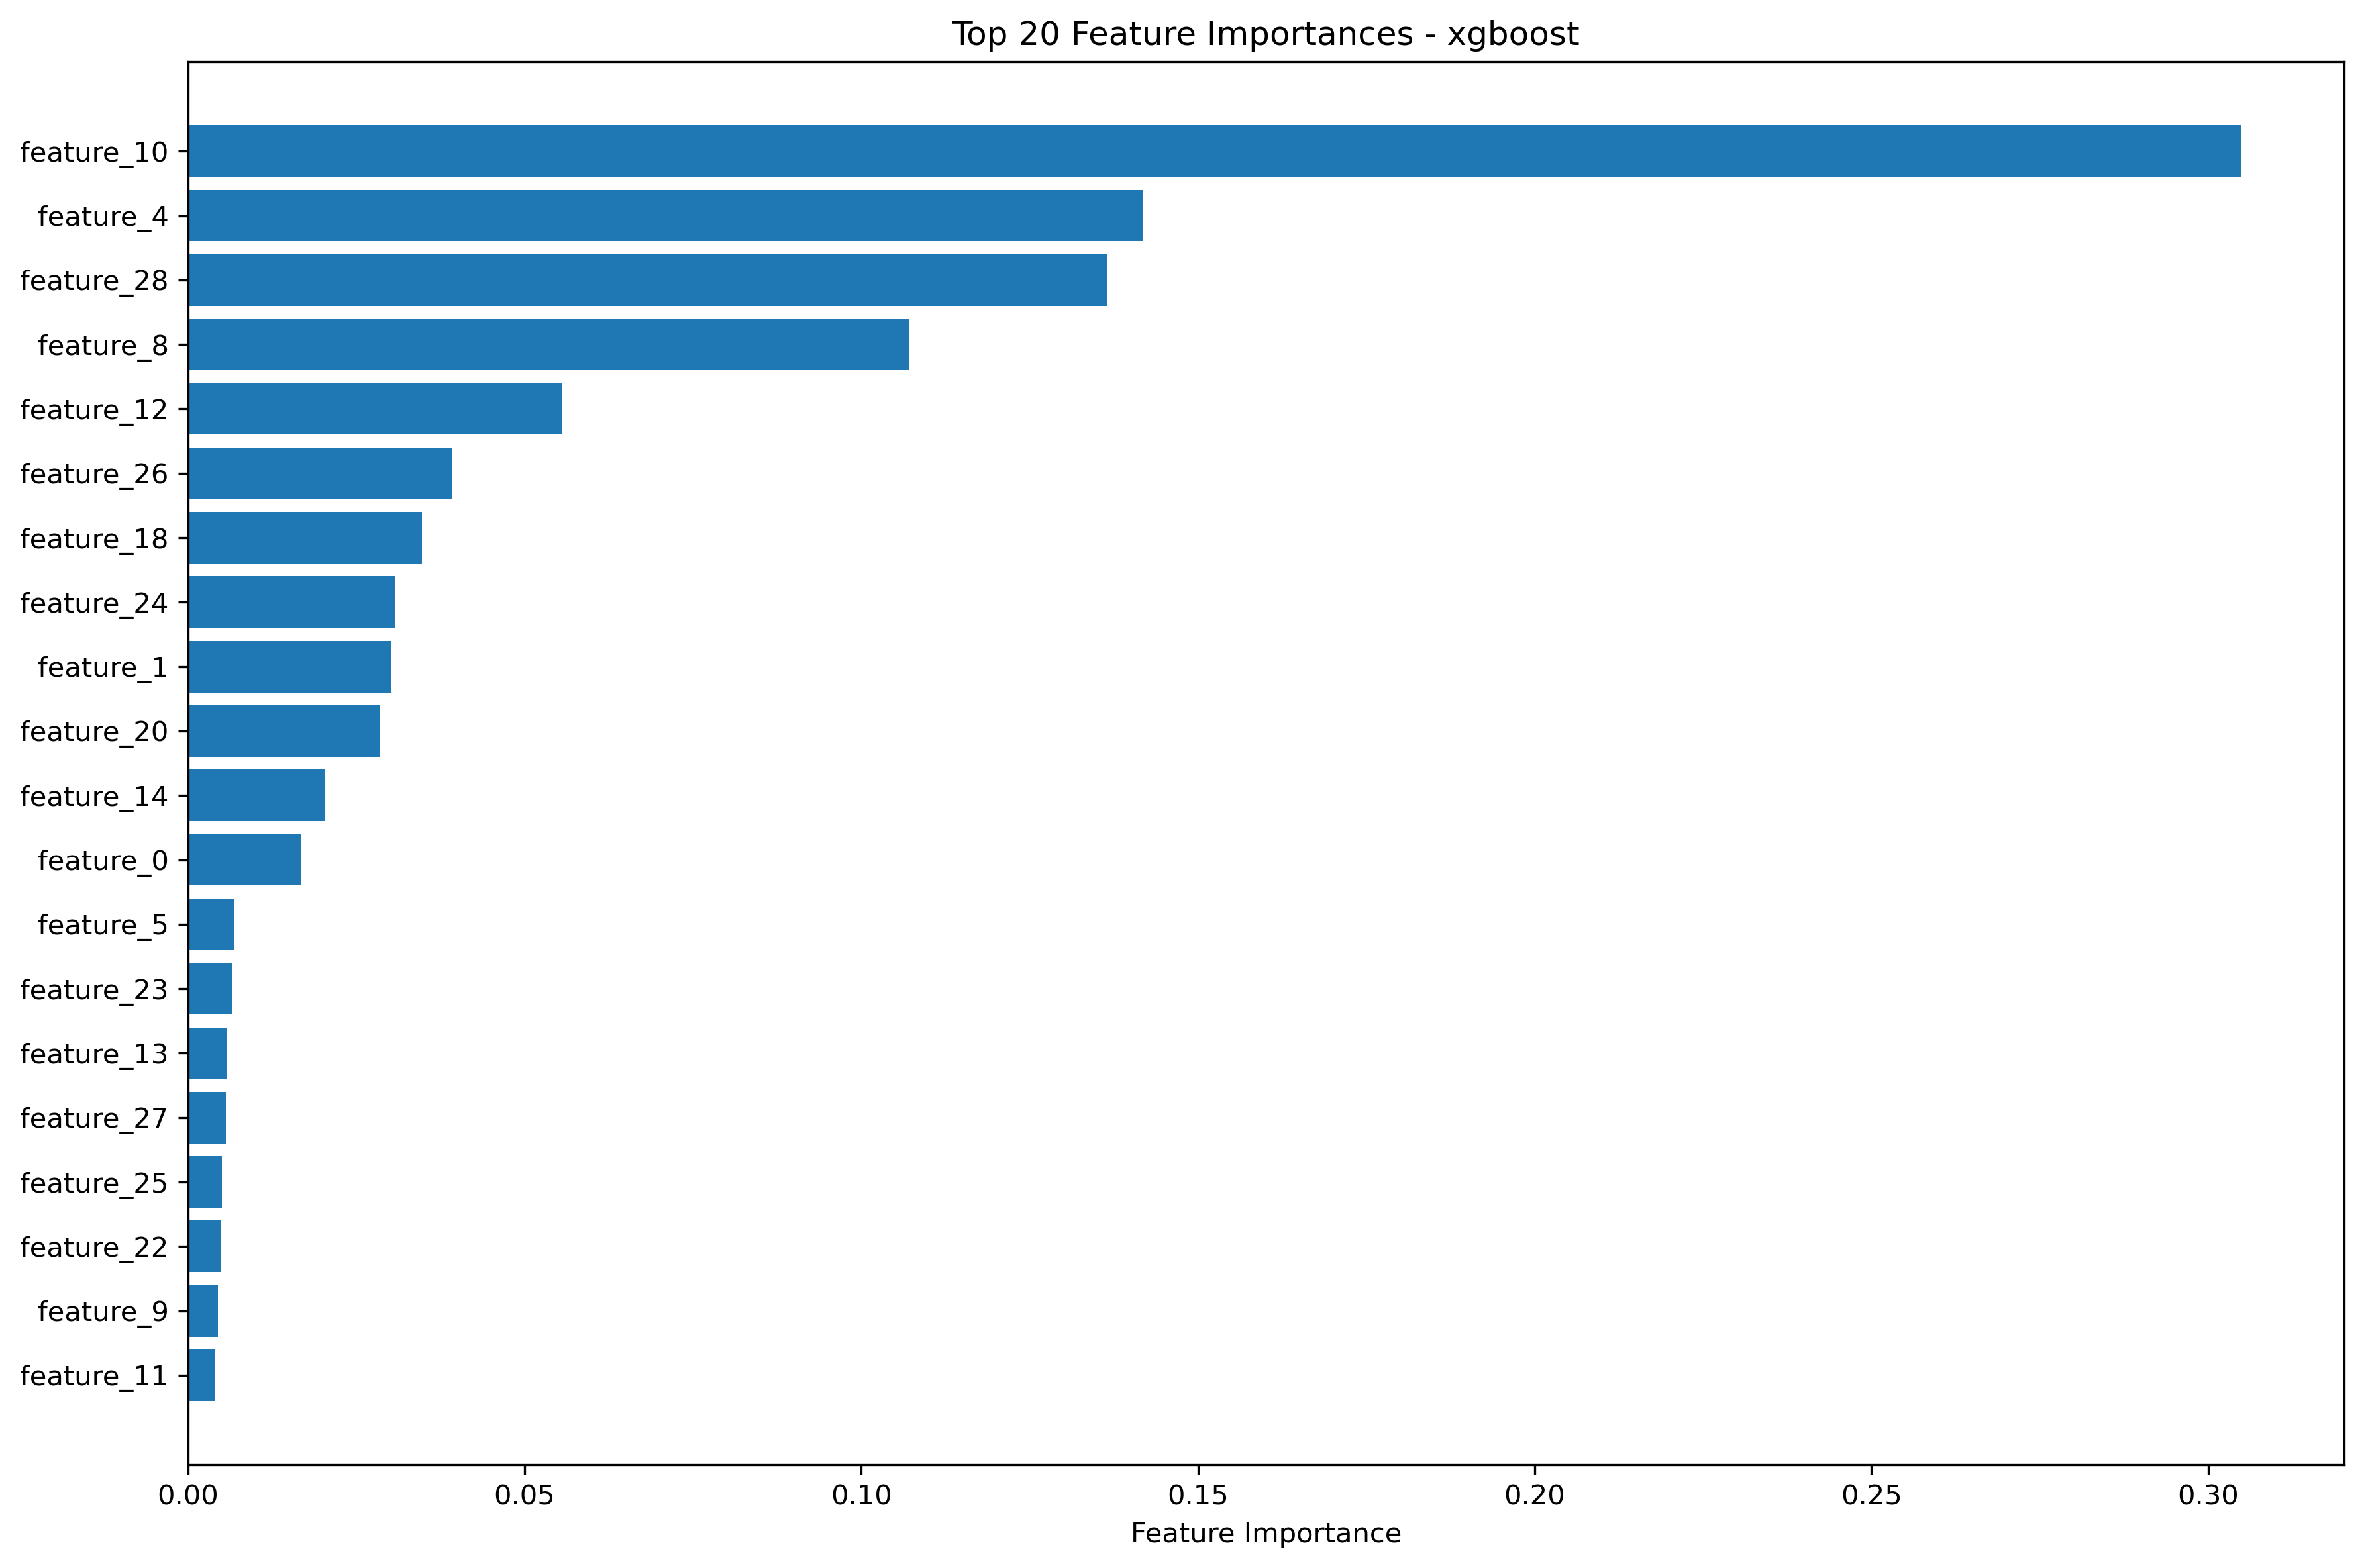 Top 20 Feature Importances - xgboost
feature_10
feature_4
feature_28
feature_8
feature_12
feature_26
feature_18
feature_24
feature_1
feature_20
feature_14
feature_0
feature_5
feature_23
feature_13
feature_27
feature_25
feature_22
feature_9
feature_11
0.00 0.05 0.10 0.15 0.20 0.25 0.30
Feature Importance